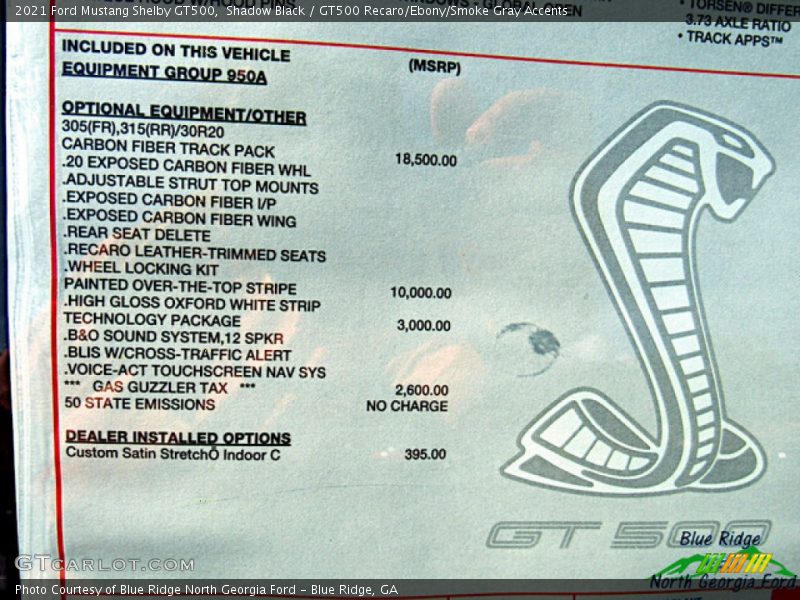 2021 Ford Mustang Shelby GT500, Shadow Black / GT500 Recaro/Ebony/Smoke Gray Accents
• TORSEN® DIFFER
3.73 AXLE RATIO
• TRACK APPS™
INCLUDED ON THIS VEHICLE
(MSRP)
EQUIPMENT GROUP 950A
OPTIONAL EQUIPMENT/OTHER
305(FR),315(RR)/30R20
CARBON FIBER TRACK PACK 18,500.00
.20 EXPOSED CARBON FIBER WHL
.ADJUSTABLE STRUT TOP MOUNTS
.EXPOSED CARBON FIBER I/P
.EXPOSED CARBON FIBER WING
.REAR SEAT DELETE
.RECARO LEATHER-TRIMMED SEATS
.WHEEL LOCKING KIT
PAINTED OVER-THE-TOP STRIPE 10,000.00
.HIGH GLOSS OXFORD WHITE STRIP
TECHNOLOGY PACKAGE 3,000.00
.B&O SOUND SYSTEM,12 SPKR
.BLIS W/CROSS-TRAFFIC ALERT
.VOICE-ACT TOUCHSCREEN NAV SYS
*** GAS GUZZLER TAX *** 2,600.00
50 STATE EMISSIONS NO CHARGE
DEALER INSTALLED OPTIONS
Custom Satin StretchÕ Indoor C 395.00
GT 500
Blue Ridge
North Georgia Ford
GTcarlot.com
Photo Courtesy of Blue Ridge North Georgia Ford – Blue Ridge, GA